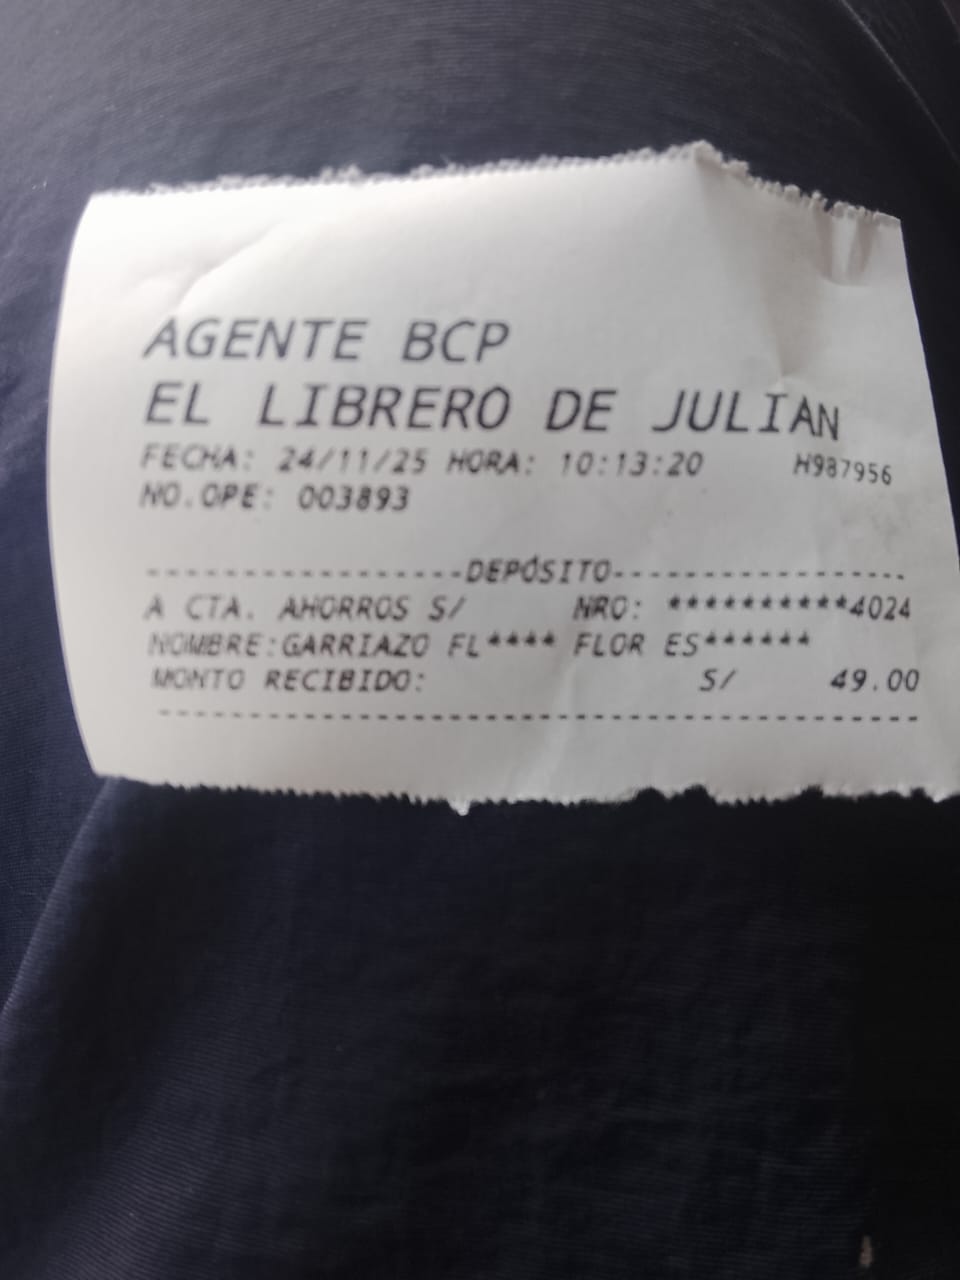 AGENTE BCP
EL LIBRERO DE JULIAN
FECHA: 24/11/25 HORA: 10:13:20 H987956
NO.OPE: 003893
-----------------DEPÓSITO-----------------
A CTA. AHORROS S/ NRO: **********4024
NOMBRE:GARRIAZO FL**** FLOR ES******
MONTO RECIBIDO: S/ 49.00